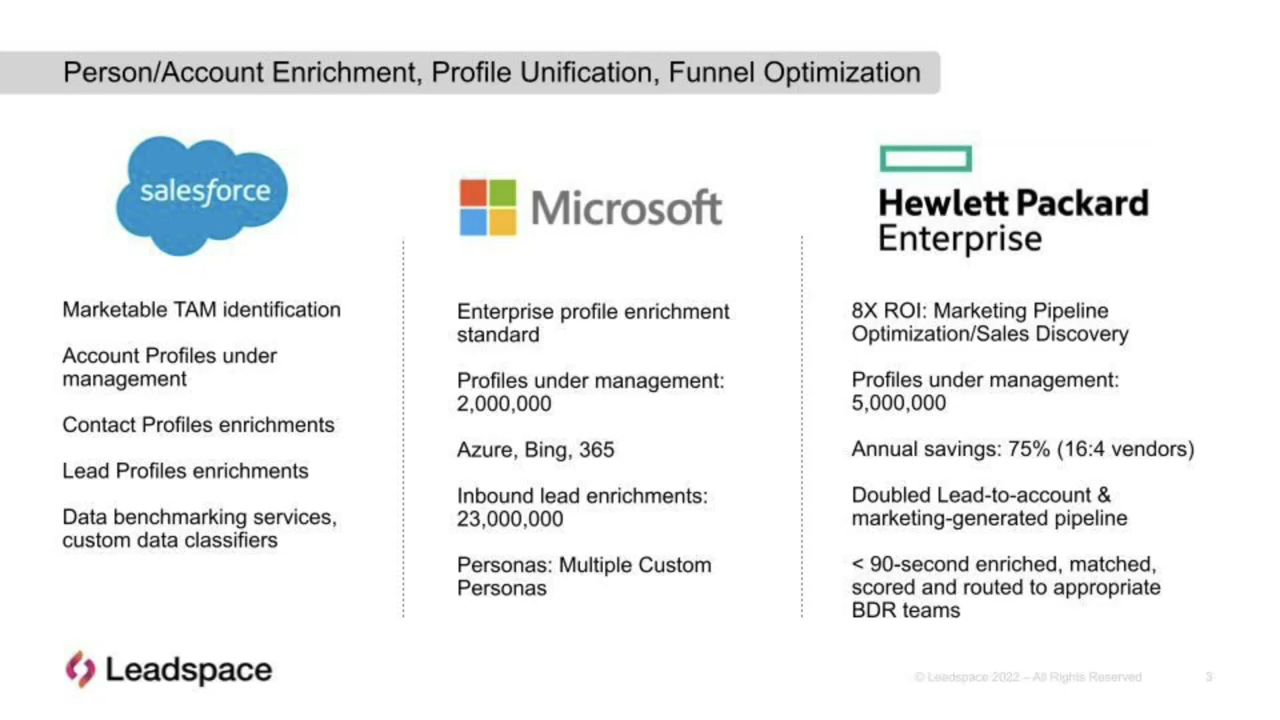 Person/Account Enrichment, Profile Unification, Funnel Optimization
salesforce
Marketable TAM identification
Account Profiles under
management
Contact Profiles enrichments
Lead Profiles enrichments
Data benchmarking services,
custom data classifiers
Microsoft
Enterprise profile enrichment
standard
Profiles under management:
2,000,000
Azure, Bing, 365
Inbound lead enrichments:
23,000,000
Personas: Multiple Custom
Personas
Hewlett Packard
Enterprise
8X ROI: Marketing Pipeline
Optimization/Sales Discovery
Profiles under management:
5,000,000
Annual savings: 75% (16:4 vendors)
Doubled Lead-to-account &
marketing-generated pipeline
< 90-second enriched, matched,
scored and routed to appropriate
BDR teams
Leadspace
© Leadspace 2022 – All Rights Reserved
3